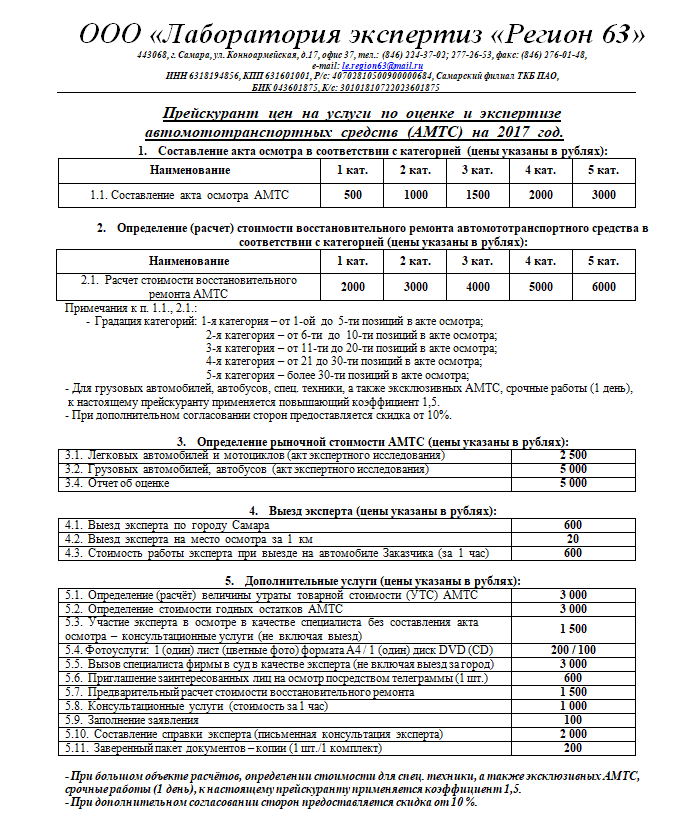 ООО «Лаборатория экспертиз «Регион 63»
443068, г. Самара, ул. Конноармейская, д.17, офис 37, тел.: (846) 224-37-02; 277-26-53, факс: (846) 276-01-48,
e-mail: le.region63@mail.ru
ИНН 6318194856, КПП 631601001, Р/с: 40702810500900000684, Самарский филиал ТКБ ПАО,
БИК 043601875, К/с: 30101810722023601875
Прейскурант цен на услуги по оценке и экспертизе
автомототранспортных средств (АМТС) на 2017 год.
1. Составление акта осмотра в соответствии с категорией (цены указаны в рублях):
Наименование 1 кат. 2 кат. 3 кат. 4 кат. 5 кат.
1.1. Составление акта осмотра АМТС 500 1000 1500 2000 3000
2. Определение (расчет) стоимости восстановительного ремонта автомототранспортного средства в
соответствии с категорией (цены указаны в рублях):
Наименование 1 кат. 2 кат. 3 кат. 4 кат. 5 кат.
2.1. Расчет стоимости восстановительного
ремонта АМТС 2000 3000 4000 5000 6000
Примечания к п. 1.1., 2.1.:
- Градация категорий: 1-я категория – от 1-ой до 5-ти позиций в акте осмотра;
2-я категория – от 6-ти до 10-ти позиций в акте осмотра;
3-я категория – от 11-ти до 20-ти позиций в акте осмотра;
4-я категория – от 21 до 30-ти позиций в акте осмотра;
5-я категория – более 30-ти позиций в акте осмотра;
- Для грузовых автомобилей, автобусов, спец. техники, а также эксклюзивных АМТС, срочные работы (1 день),
к настоящему прейскуранту применяется повышающий коэффициент 1,5.
- При дополнительном согласовании сторон предоставляется скидка от 10%.
3. Определение рыночной стоимости АМТС (цены указаны в рублях):
3.1. Легковых автомобилей и мотоциклов (акт экспертного исследования) 2 500
3.2. Грузовых автомобилей, автобусов (акт экспертного исследования) 5 000
3.4. Отчет об оценке 5 000
4. Выезд эксперта (цены указаны в рублях):
4.1. Выезд эксперта по городу Самара 600
4.2. Выезд эксперта на место осмотра за 1 км 20
4.3. Стоимость работы эксперта при выезде на автомобиле Заказчика (за 1 час) 600
5. Дополнительные услуги (цены указаны в рублях):
5.1. Определение (расчёт) величины утраты товарной стоимости (УТС) АМТС 3 000
5.2. Определение стоимости годных остатков АМТС 3 000
5.3. Участие эксперта в осмотре в качестве специалиста без составления акта
осмотра – консультационные услуги (не включая выезд) 1 500
5.4. Фотоуслуги: 1 (один) лист (цветные фото) формата А4 / 1 (один) диск DVD (CD) 200 / 100
5.5. Вызов специалиста фирмы в суд в качестве эксперта (не включая выезд за город) 3 000
5.6. Приглашение заинтересованных лиц на осмотр посредством телеграммы (1 шт.) 600
5.7. Предварительный расчет стоимости восстановительного ремонта 1 500
5.8. Консультационные услуги (стоимость за 1 час) 1 000
5.9. Заполнение заявления 100
5.10. Составление справки эксперта (письменная консультация эксперта) 2 000
5.11. Заверенный пакет документов – копии (1 шт./1 комплект) 200
- При большом объекте расчётов, определении стоимости для спец. техники, а также эксклюзивных АМТС,
срочные работы (1 день), к настоящему прейскуранту применяется коэффициент 1,5.
- При дополнительном согласовании сторон предоставляется скидка от 10 %.